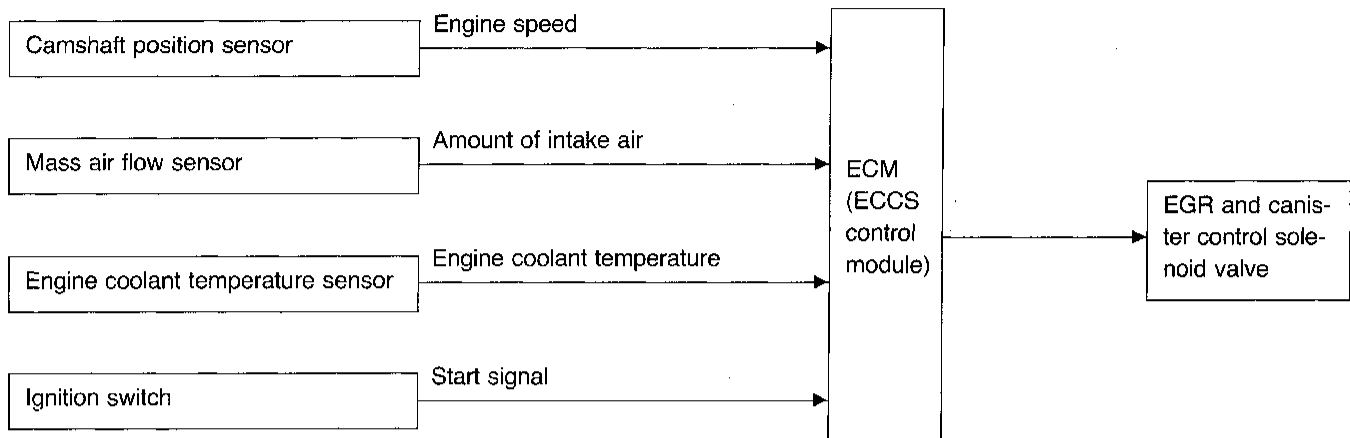 Camshaft position sensor
Engine speed
Mass air flow sensor
Amount of intake air
Engine coolant temperature sensor
Engine coolant temperature
Ignition switch
Start signal
ECM
(ECCS
control
module)
EGR and canis-
ter control sole-
noid valve